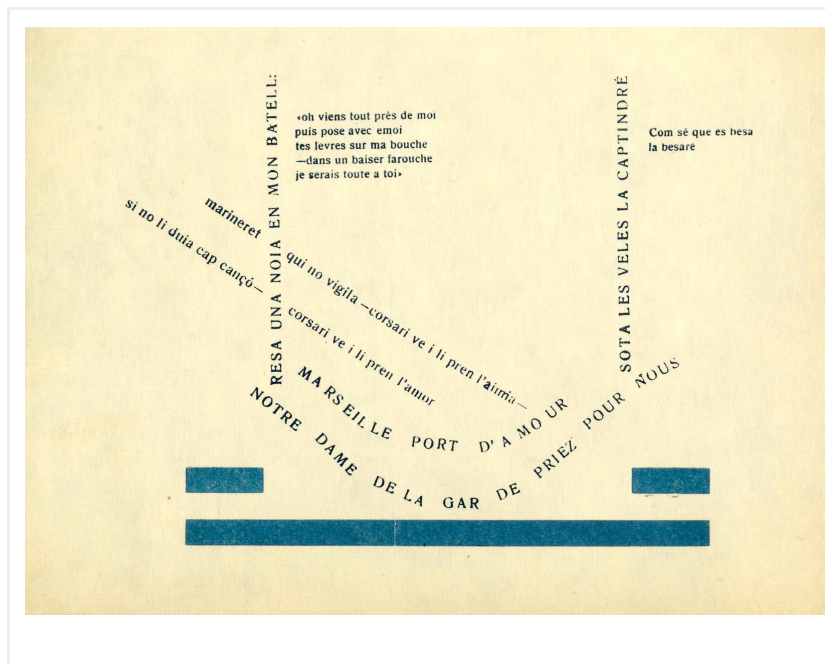 RESA UNA NOIA EN MON BATELL:
«oh viens tout près de moi
puis pose avec emoi
tes levres sur ma bouche
—dans un baiser farouche
je serais toute a toi»
SOTA LES VELES LA CAPTINDRÉ
Com sé que es besa
la besaré
marineret qui no vigila—corsari ve i li pren l'aimia—
si no li duia cap cançó— corsari ve i li pren l'amor
MARSEILLE PORT D'AMOUR
NOTRE DAME DE LA GARDE PRIEZ POUR NOUS